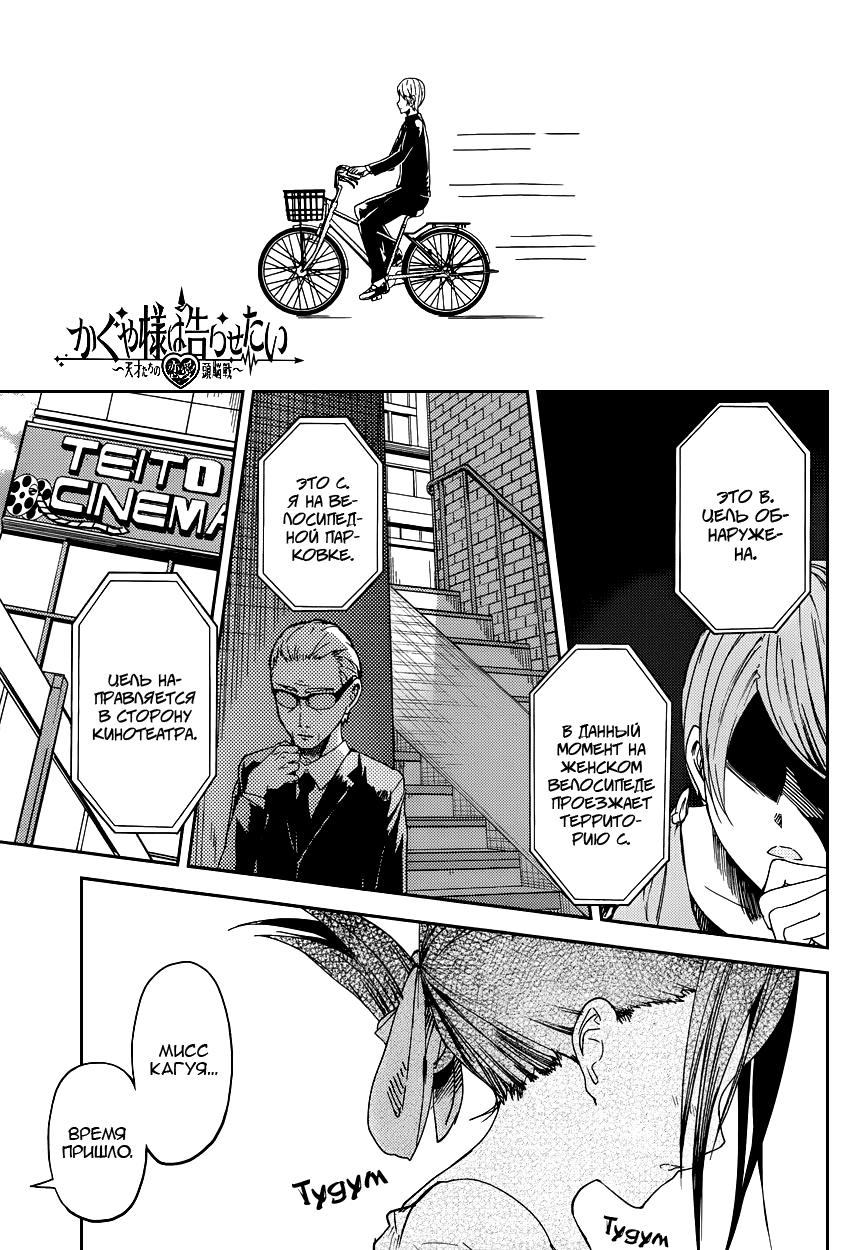 かぐや様は告らせたい
〜天才たちの恋愛頭脳戦〜
ЭТО В.
ЦЕЛЬ ОБ-
НАРУЖЕ-
НА.
В ДАННЫЙ
МОМЕНТ НА
ЖЕНСКОМ
ВЕЛОСИПЕДЕ
ПРОЕЗЖАЕТ
ТЕРРИТО-
РИЮ С.
ЭТО С.
Я НА ВЕ-
ЛОСИПЕД-
НОЙ ПАР-
КОВКЕ.
TEITO
CINEMA
ЦЕЛЬ НА-
ПРАВЛЯЕТСЯ
В СТОРОНУ
КИНОТЕАТРА.
МИСС
КАГУЯ...
ВРЕМЯ
ПРИШЛО.
Тудум
Тудум